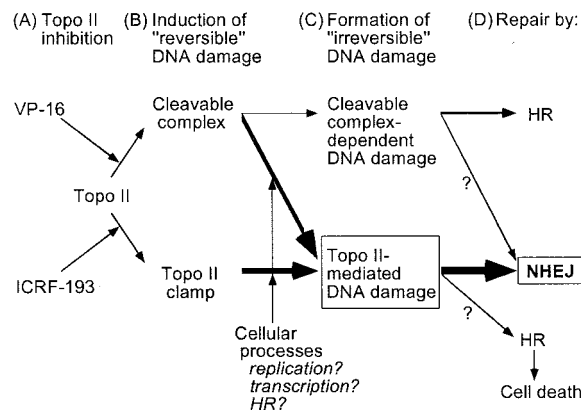 (A) Topo II
inhibition
(B) Induction of
"reversible"
DNA damage
(C) Formation of
"irreversible"
DNA damage
(D) Repair by:
VP-16
Cleavable
complex
Cleavable
complex-
dependent
DNA damage
HR
?
Topo II
ICRF-193
Topo II
clamp
Topo II-
mediated
DNA damage
NHEJ
?
HR
Cell death
Cellular
processes
replication?
transcription?
HR?